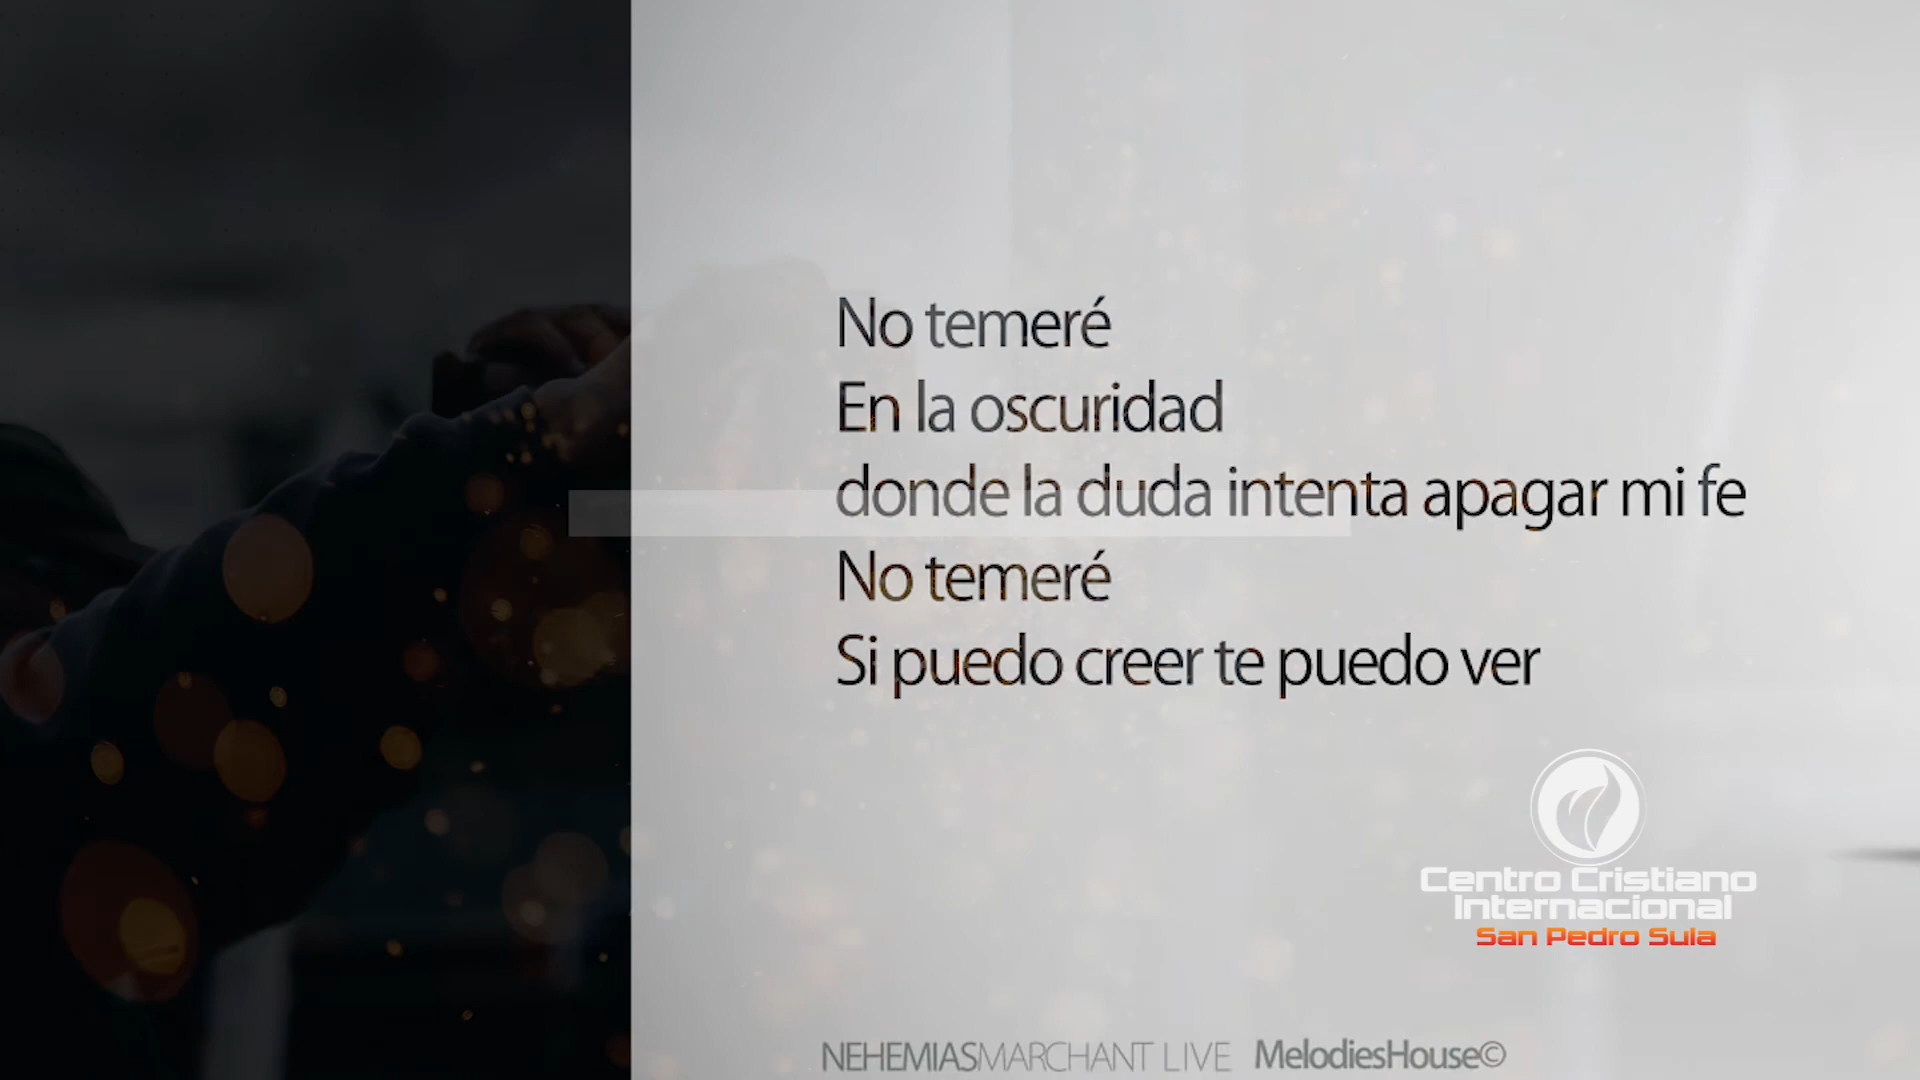 No temeré
En la oscuridad
donde la duda intenta apagar mi fe
No temeré
Si puedo creer te puedo ver
Centro Cristiano
Internacional
San Pedro Sula
NEHEMIASMARCHANT LIVE MelodiesHouse©